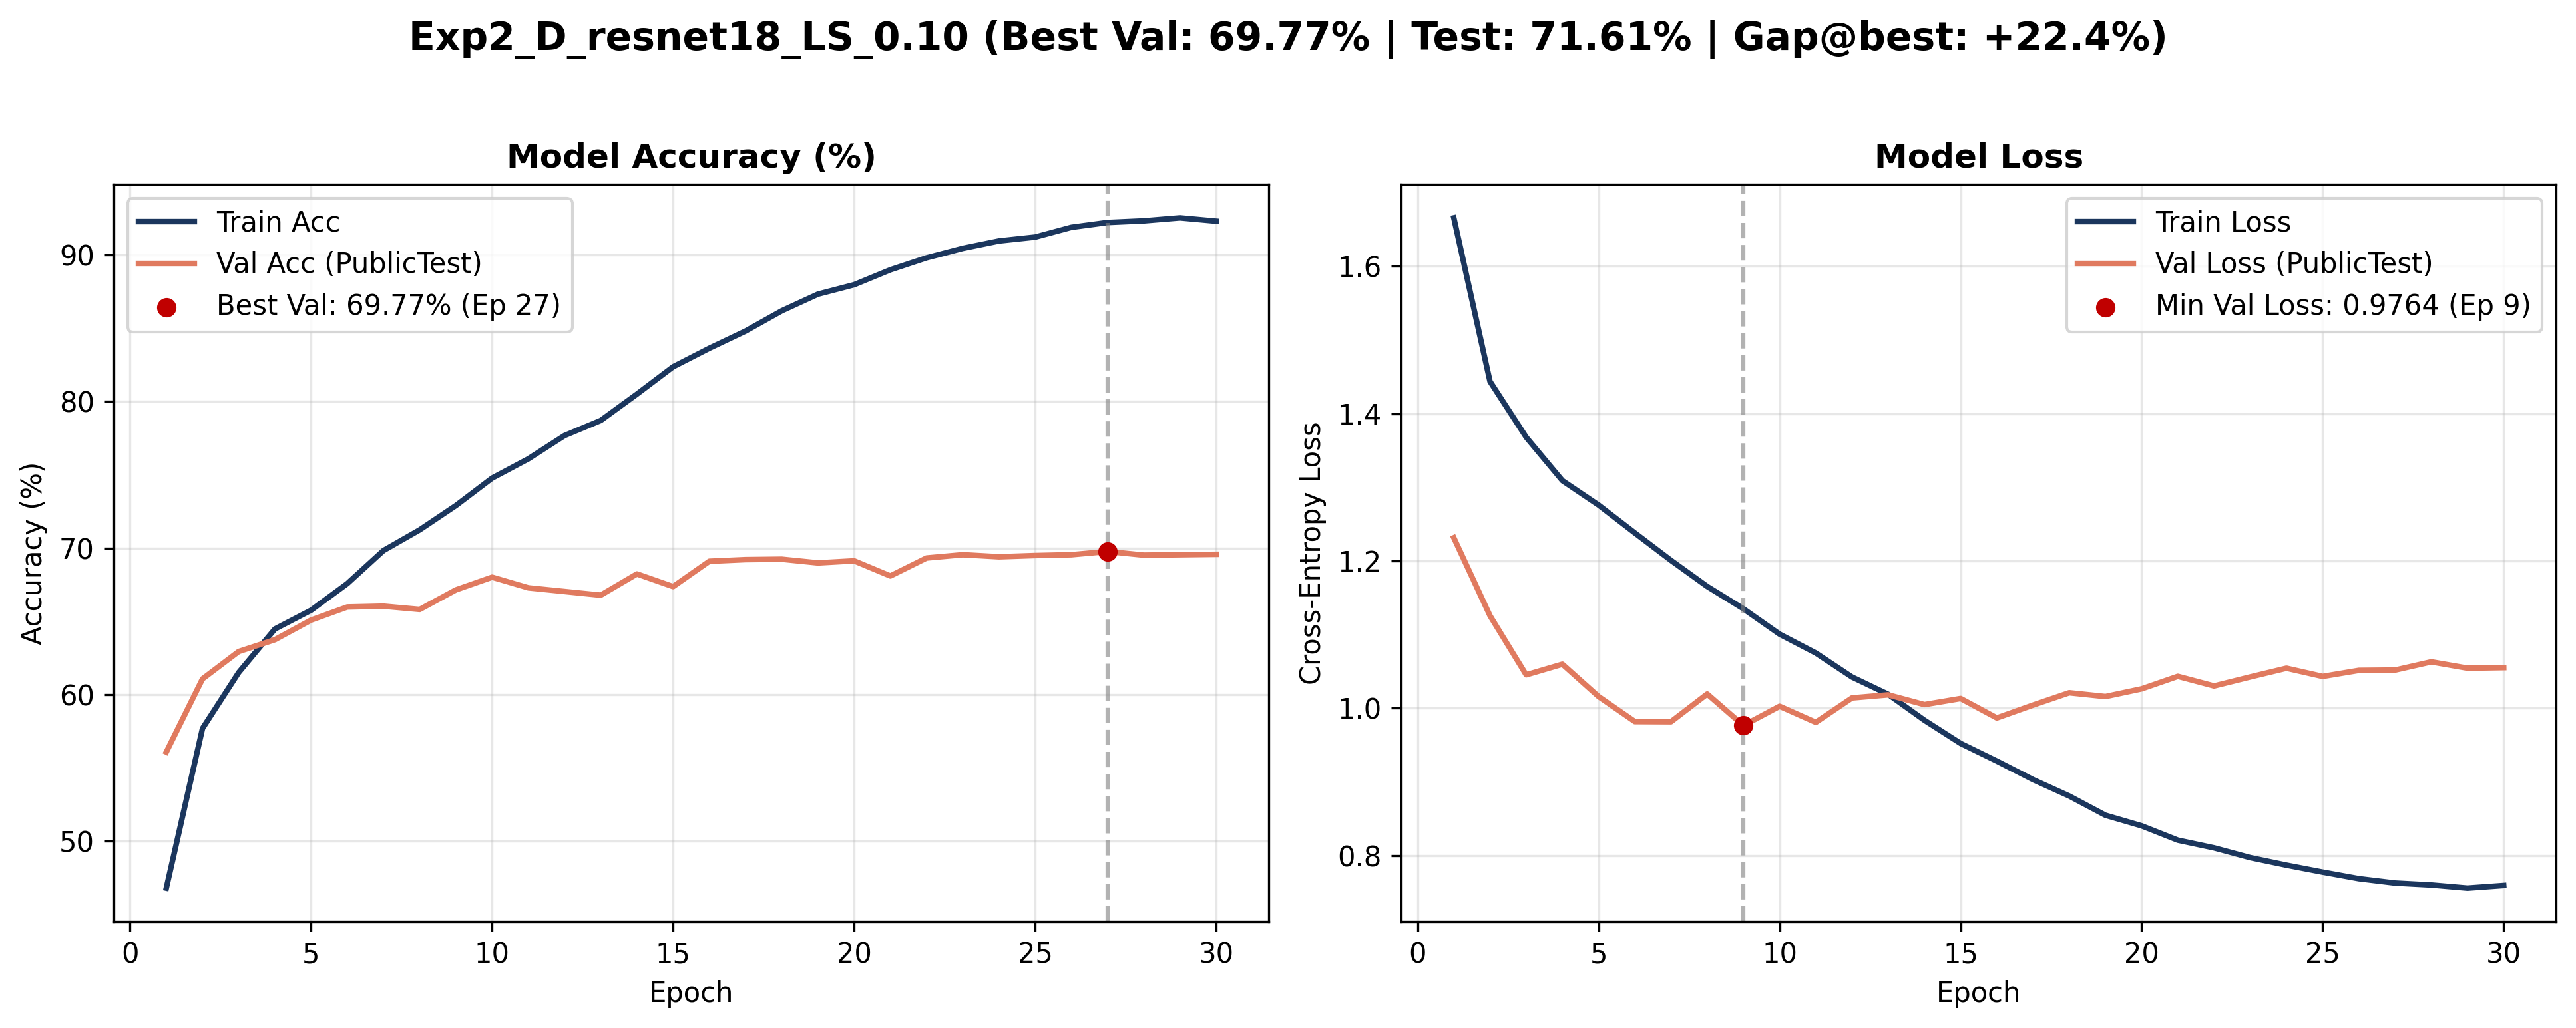 Exp2_D_resnet18_LS_0.10 (Best Val: 69.77% | Test: 71.61% | Gap@best: +22.4%)
Model Accuracy (%)
Train Acc
Val Acc (PublicTest)
Best Val: 69.77% (Ep 27)
90
80
70
60
50
Accuracy (%)
0 5 10 15 20 25 30
Epoch
Model Loss
Train Loss
Val Loss (PublicTest)
Min Val Loss: 0.9764 (Ep 9)
1.6
1.4
1.2
1.0
0.8
Cross-Entropy Loss
0 5 10 15 20 25 30
Epoch